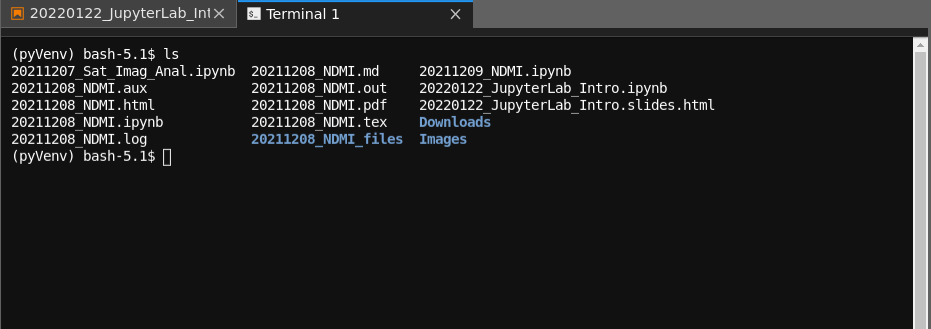 20220122_JupyterLab_Int Terminal 1
(pyVenv) bash-5.1$ ls
20211207_Sat_Imag_Anal.ipynb 20211208_NDMI.md 20211209_NDMI.ipynb
20211208_NDMI.aux 20211208_NDMI.out 20220122_JupyterLab_Intro.ipynb
20211208_NDMI.html 20211208_NDMI.pdf 20220122_JupyterLab_Intro.slides.html
20211208_NDMI.ipynb 20211208_NDMI.tex Downloads
20211208_NDMI.log 20211208_NDMI_files Images
(pyVenv) bash-5.1$